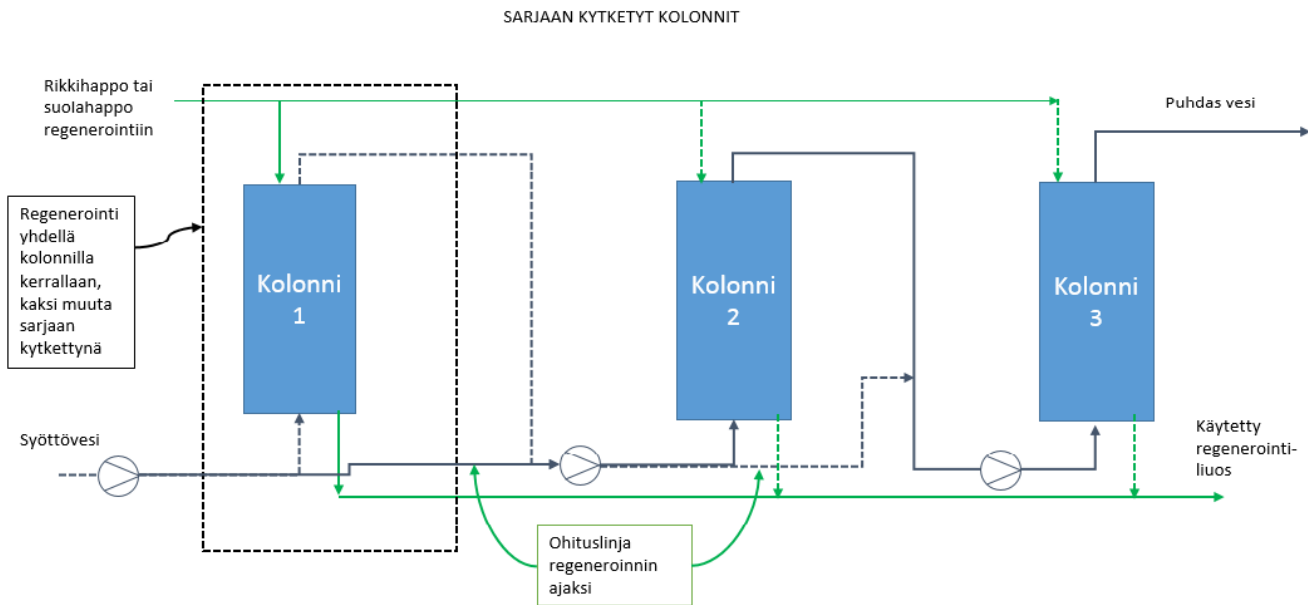 SARJAAN KYTKETYT KOLONNIT
Rikkihappo tai
suolahappo
regenerointiin
Puhdas vesi
Regenerointi
yhdellä
kolonnilla
kerrallaan,
kaksi muuta
sarjaan
kytkettynä
Kolonni
1
Kolonni
2
Kolonni
3
Syöttövesi
Käytetty
regenerointi-
liuos
Ohituslinja
regeneroinnin
ajaksi